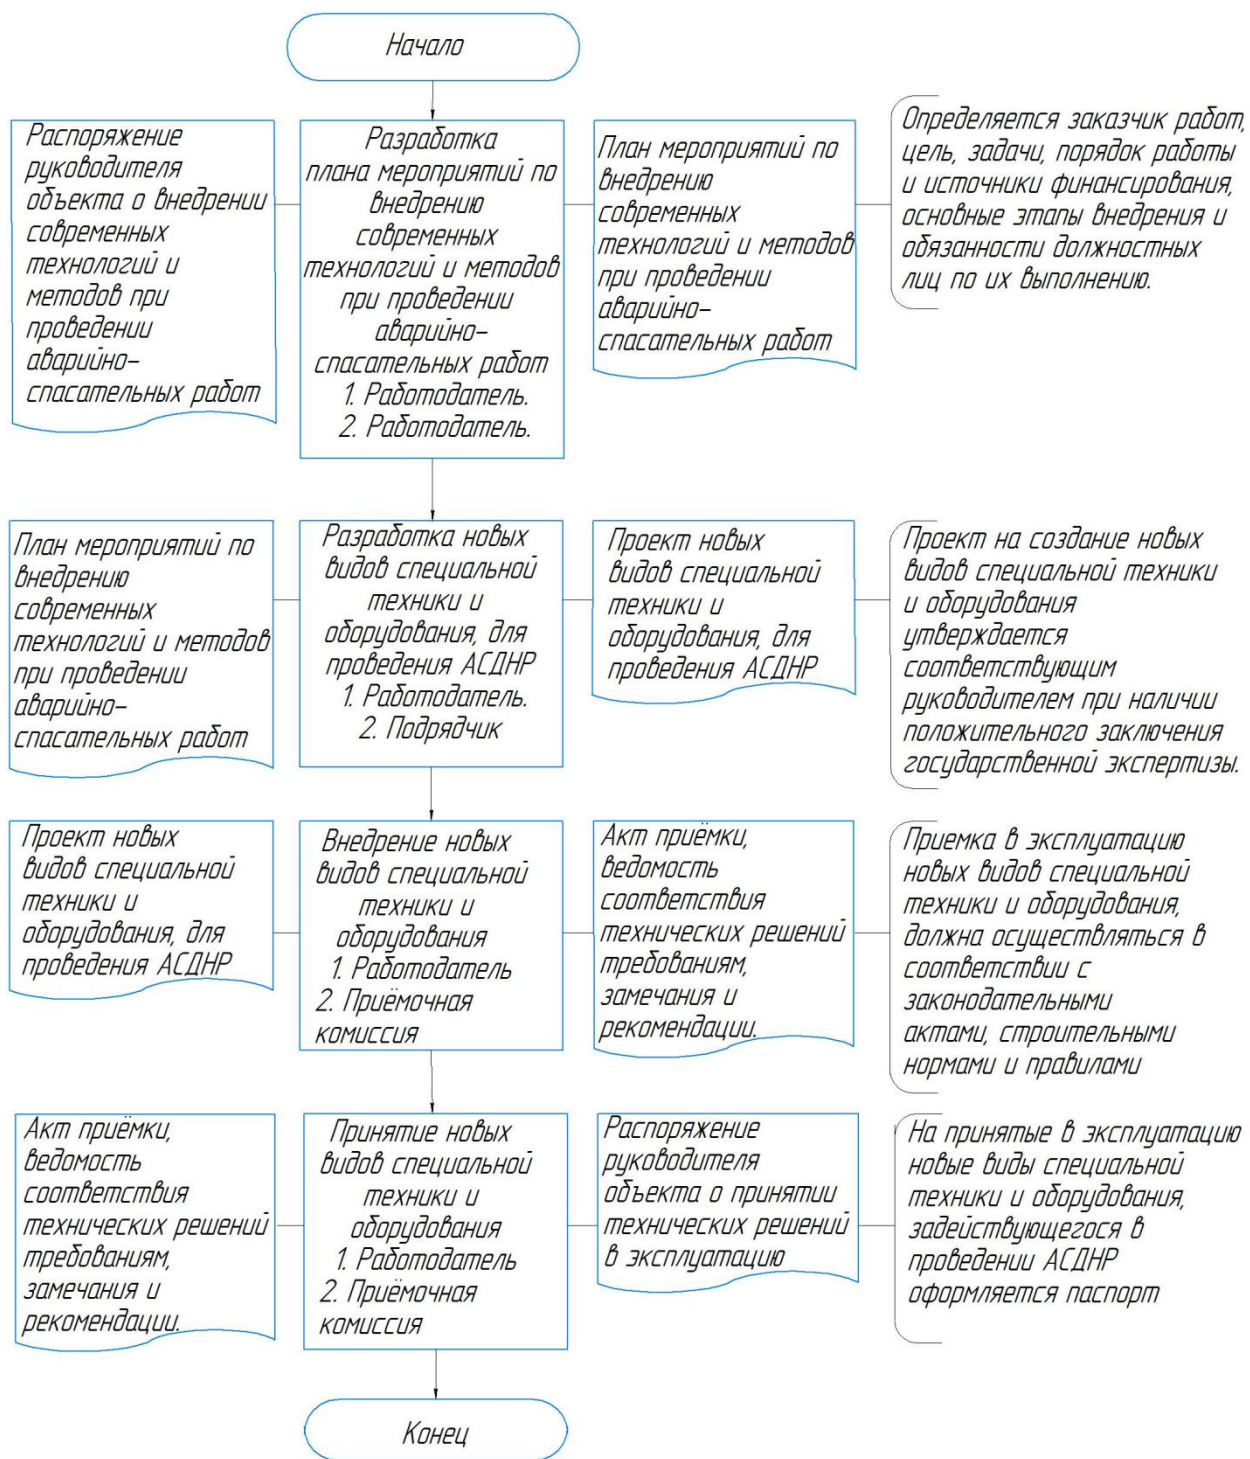 Начало
Распоряжение
руководителя
объекта о внедрении
современных
технологий и
методов при
проведении
аварийно-
спасательных работ
Разработка
плана мероприятий по
внедрению
современных
технологий и методов
при проведении
аварийно-
спасательных работ
1. Работодатель.
2. Работодатель.
План мероприятий по
внедрению
современных
технологий и методов
при проведении
аварийно-
спасательных работ
Определяется заказчик работ,
цель, задачи, порядок работы
и источники финансирования,
основные этапы внедрения и
обязанности должностных
лиц по их выполнению.
План мероприятий по
внедрению
современных
технологий и методов
при проведении
аварийно-
спасательных работ
Разработка новых
видов специальной
техники и
оборудования, для
проведения АСДНР
1. Работодатель.
2. Подрядчик
Проект новых
видов специальной
техники и
оборудования, для
проведения АСДНР
Проект на создание новых
видов специальной техники
и оборудования
утверждается
соответствующим
руководителем при наличии
положительного заключения
государственной экспертизы.
Проект новых
видов специальной
техники и
оборудования, для
проведения АСДНР
Внедрение новых
видов специальной
техники и
оборудования
1. Работодатель
2. Приёмочная
комиссия
Акт приёмки,
ведомость
соответствия
технических решений
требованиям,
замечания и
рекомендации.
Приемка в эксплуатацию
новых видов специальной
техники и оборудования,
должна осуществляться в
соответствии с
законодательными
актами, строительными
нормами и правилами
Акт приёмки,
ведомость
соответствия
технических решений
требованиям,
замечания и
рекомендации.
Принятие новых
видов специальной
техники и
оборудования
1. Работодатель
2. Приёмочная
комиссия
Распоряжение
руководителя
объекта о принятии
технических решений
в эксплуатацию
На принятые в эксплуатацию
новые виды специальной
техники и оборудования,
задействующегося в
проведении АСДНР
оформляется паспорт
Конец